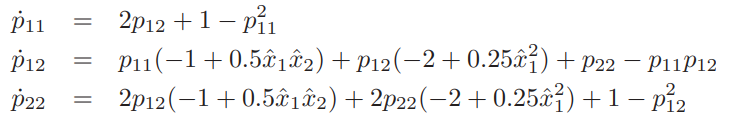 ṗ₁₁ = 2p₁₂ + 1 − p₁₁²
ṗ₁₂ = p₁₁(−1 + 0.5x̂₁x̂₂) + p₁₂(−2 + 0.25x̂₁²) + p₂₂ − p₁₁p₁₂
ṗ₂₂ = 2p₁₂(−1 + 0.5x̂₁x̂₂) + 2p₂₂(−2 + 0.25x̂₁²) + 1 − p₁₂²